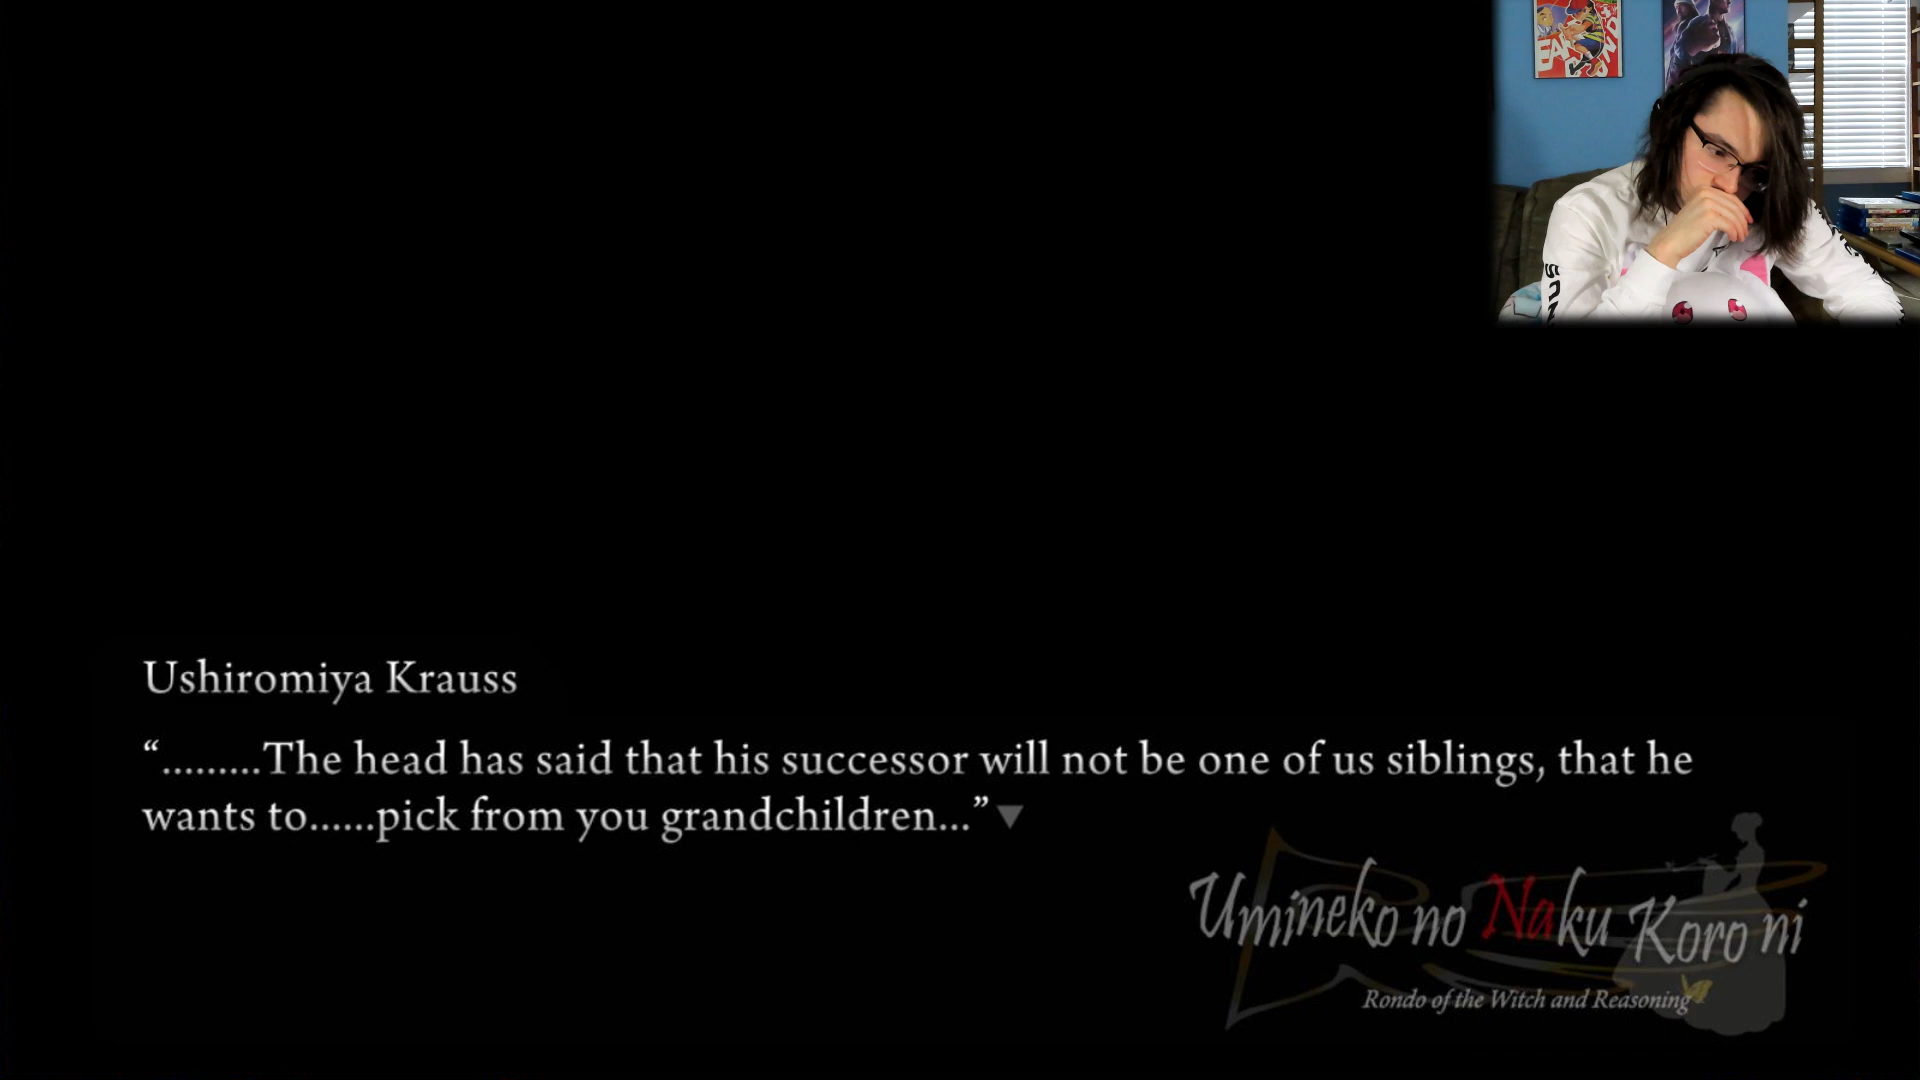 Ushiromiya Krauss
“.........The head has said that his successor will not be one of us siblings, that he
wants to......pick from you grandchildren...”
Umineko no Naku Koro ni
Rondo of the Witch and Reasoning